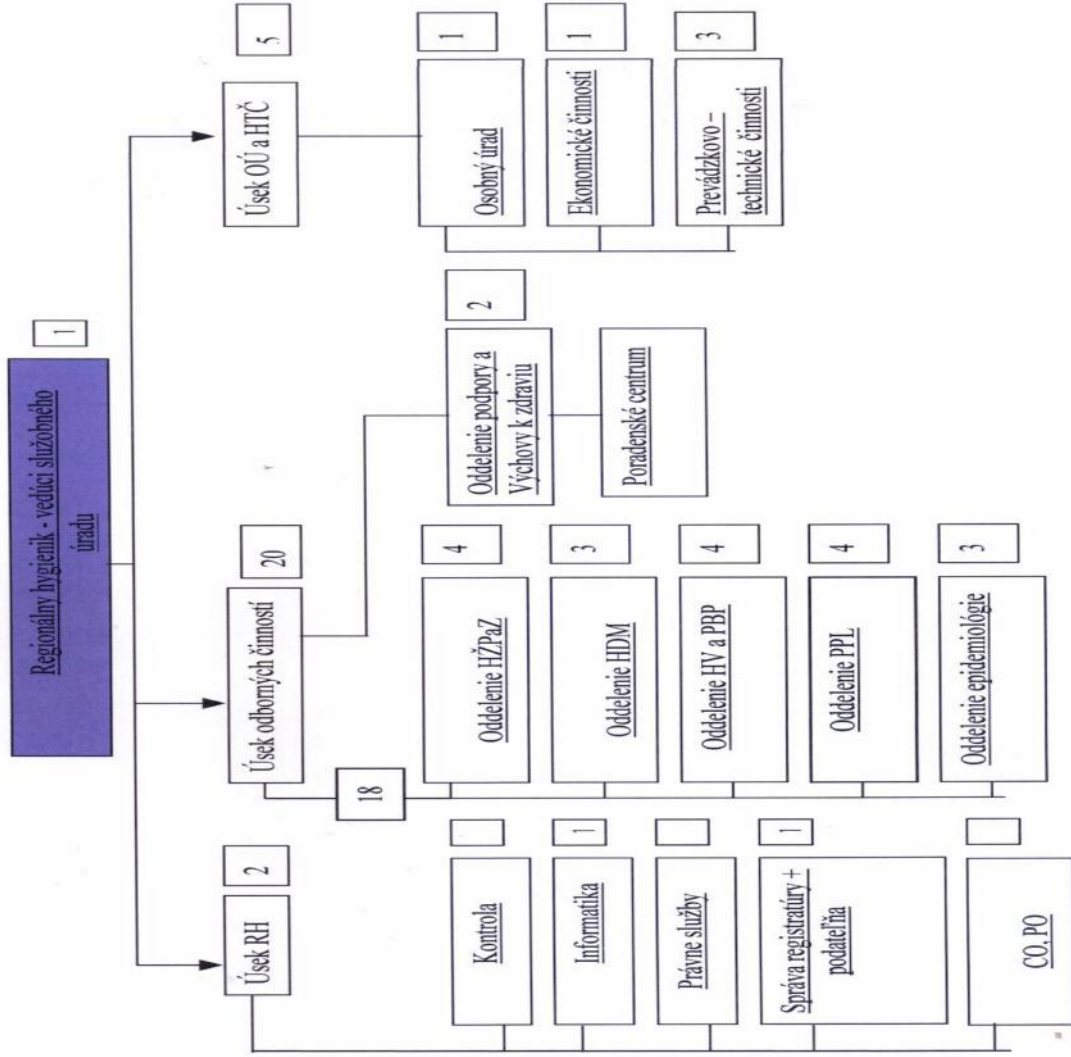 Regionálny hygienik - vedúci služobného
úradu
1
Úsek RH
2
Kontrola
Informatika
1
Právne služby
Správa registratúry +
podateľňa
1
CO, PO
Úsek odborných činností
20
18
Oddelenie HŽPaZ
4
Oddelenie HDM
3
Oddelenie HV a PBP
4
Oddelenie PPL
4
Oddelenie epidemiológie
3
Oddelenie podpory a
Výchovy k zdraviu
2
Poradenské centrum
Úsek OÚ a HTČ
5
Osobný úrad
1
Ekonomické činnosti
1
Prevádzkovo –
technické činnosti
3